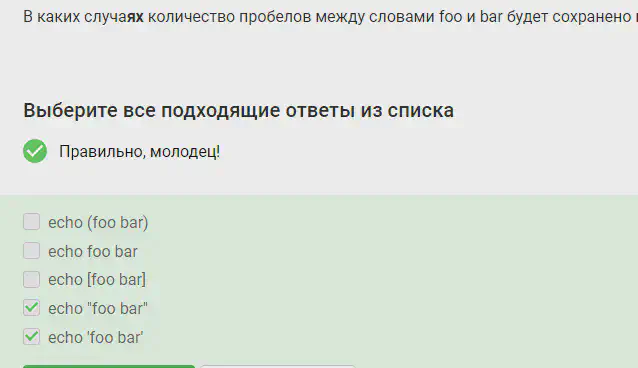 В каких случаях количество пробелов между словами foo и bar будет сохранено
Выберите все подходящие ответы из списка
Правильно, молодец!
echo (foo bar)
echo foo bar
echo [foo bar]
echo "foo bar"
echo 'foo bar'